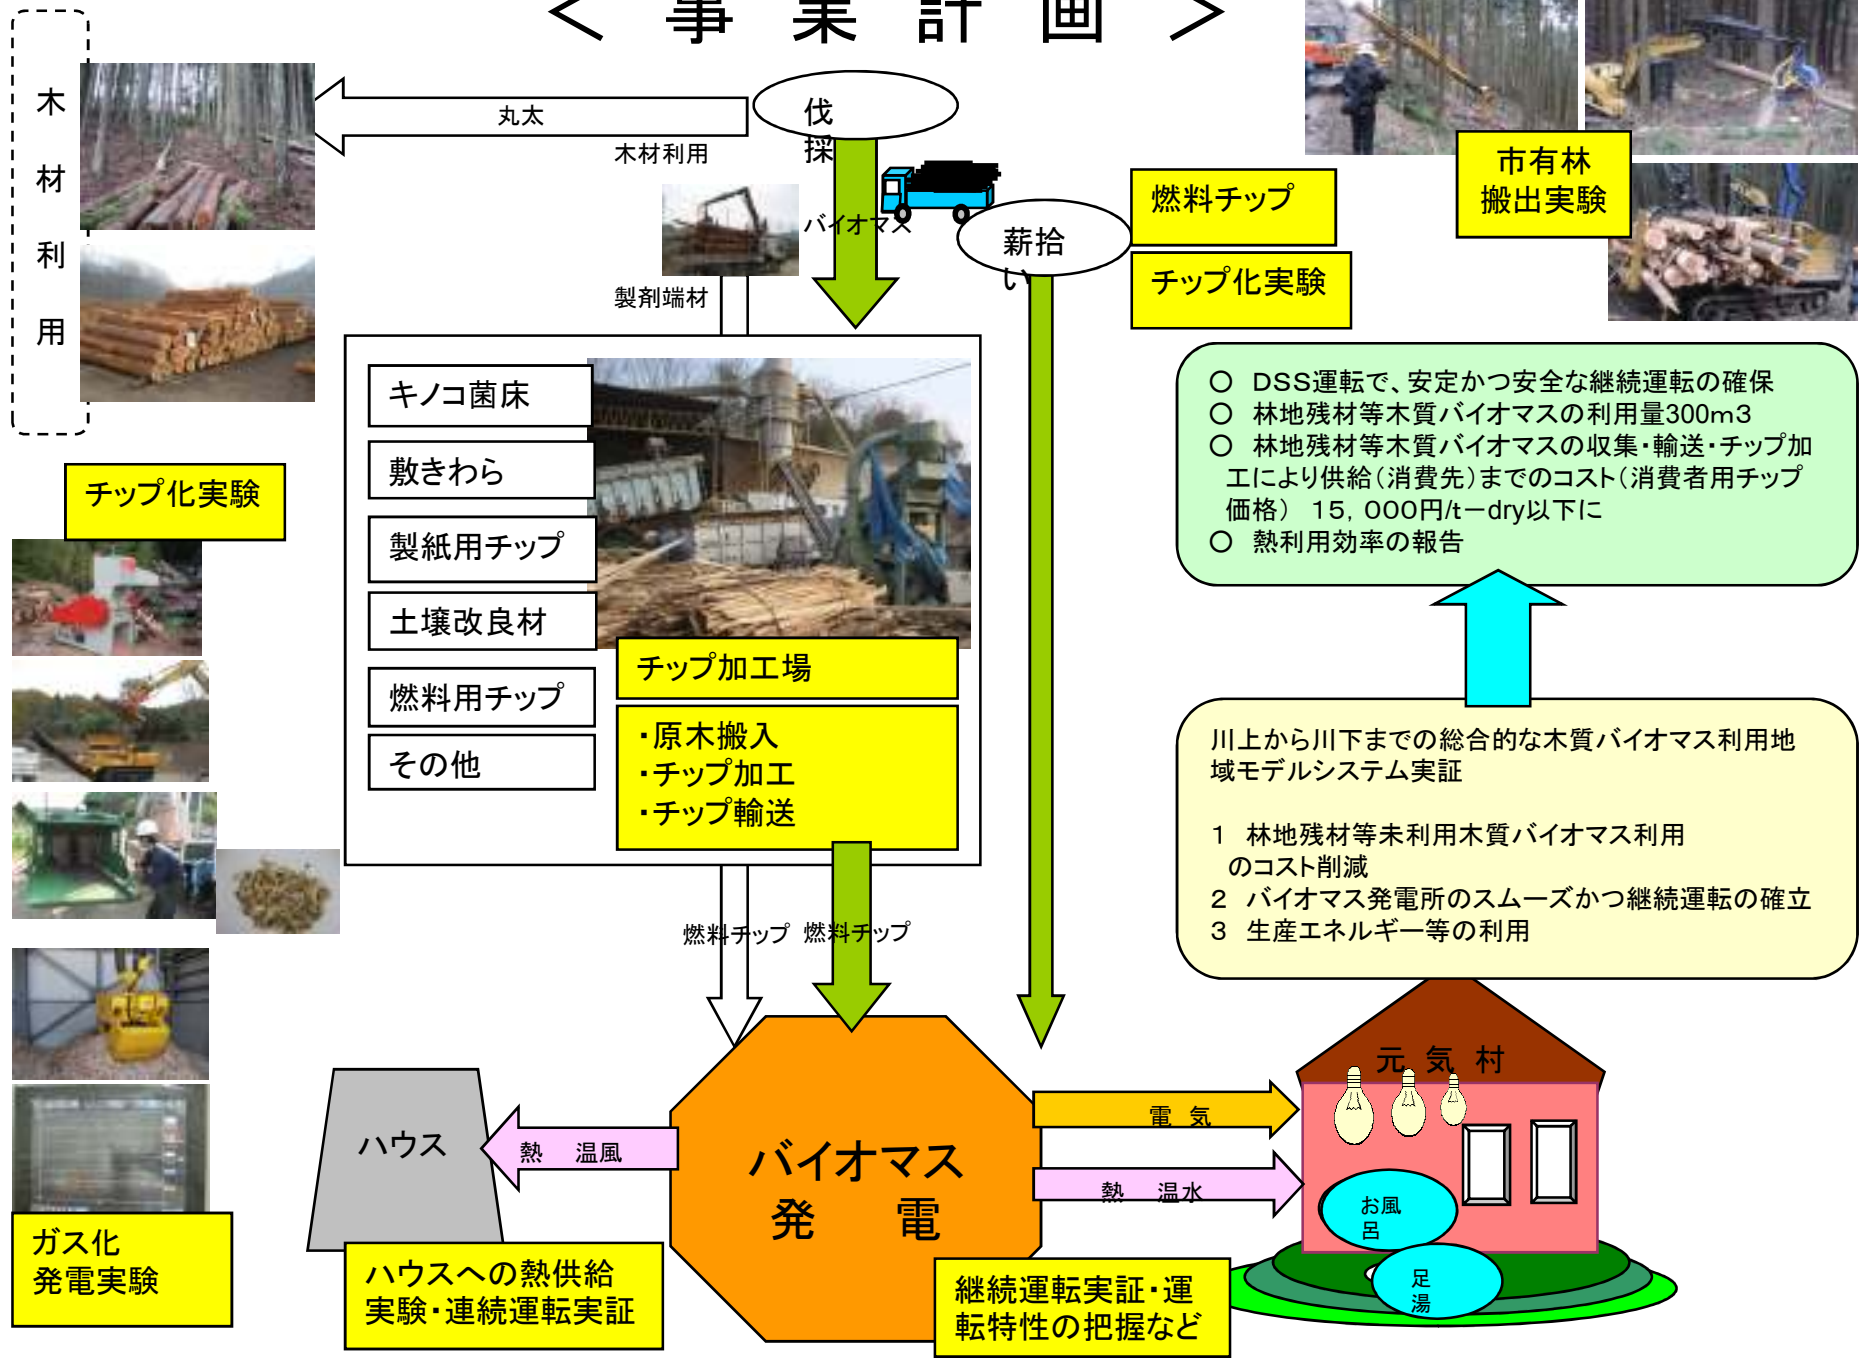 ＜ 事 業 計 画 ＞
木
材
利
用
丸太
木材利用
伐
採
バイオマス
製剤端材
薪拾
い
燃料チップ
チップ化実験
市有林
搬出実験
キノコ菌床
敷きわら
製紙用チップ
土壌改良材
燃料用チップ
その他
チップ加工場
・原木搬入
・チップ加工
・チップ輸送
チップ化実験
○ DSS運転で、安定かつ安全な継続運転の確保
○ 林地残材等木質バイオマスの利用量300m3
○ 林地残材等木質バイオマスの収集・輸送・チップ加
工により供給（消費先）までのコスト（消費者用チップ
価格） 15，000円/t－dry以下に
○ 熱利用効率の報告
川上から川下までの総合的な木質バイオマス利用地
域モデルシステム実証
1 林地残材等未利用木質バイオマス利用
のコスト削減
2 バイオマス発電所のスムーズかつ継続運転の確立
3 生産エネルギー等の利用
燃料チップ
燃料チップ
ハウス
熱 温風
バイオマス
発 電
電 気
熱 温水
元 気 村
お風
呂
足
湯
ガス化
発電実験
ハウスへの熱供給
実験・連続運転実証
継続運転実証・運
転特性の把握など